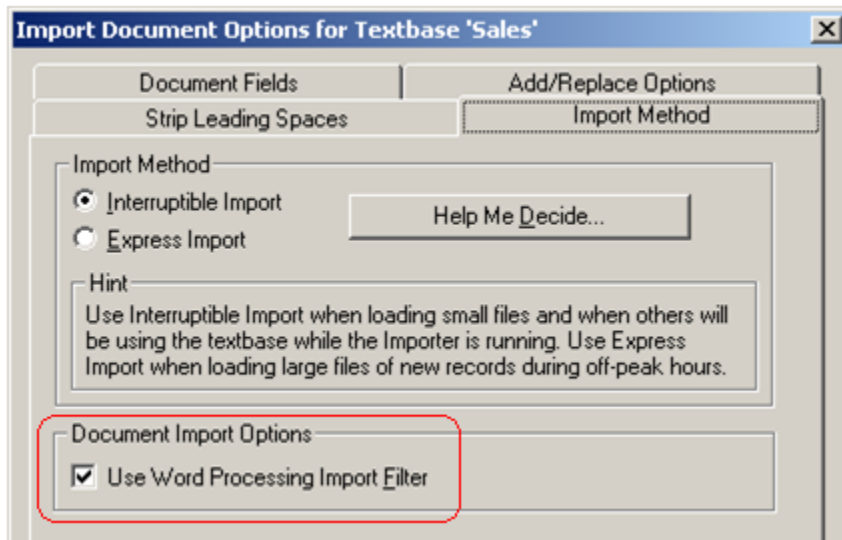 Import Document Options for Textbase 'Sales'
Document Fields
Add/Replace Options
Strip Leading Spaces
Import Method
Import Method
Interruptible Import
Help Me Decide...
Express Import
Hint
Use Interruptible Import when loading small files and when others will
be using the textbase while the Importer is running. Use Express
Import when loading large files of new records during off-peak hours.
Document Import Options
Use Word Processing Import Filter